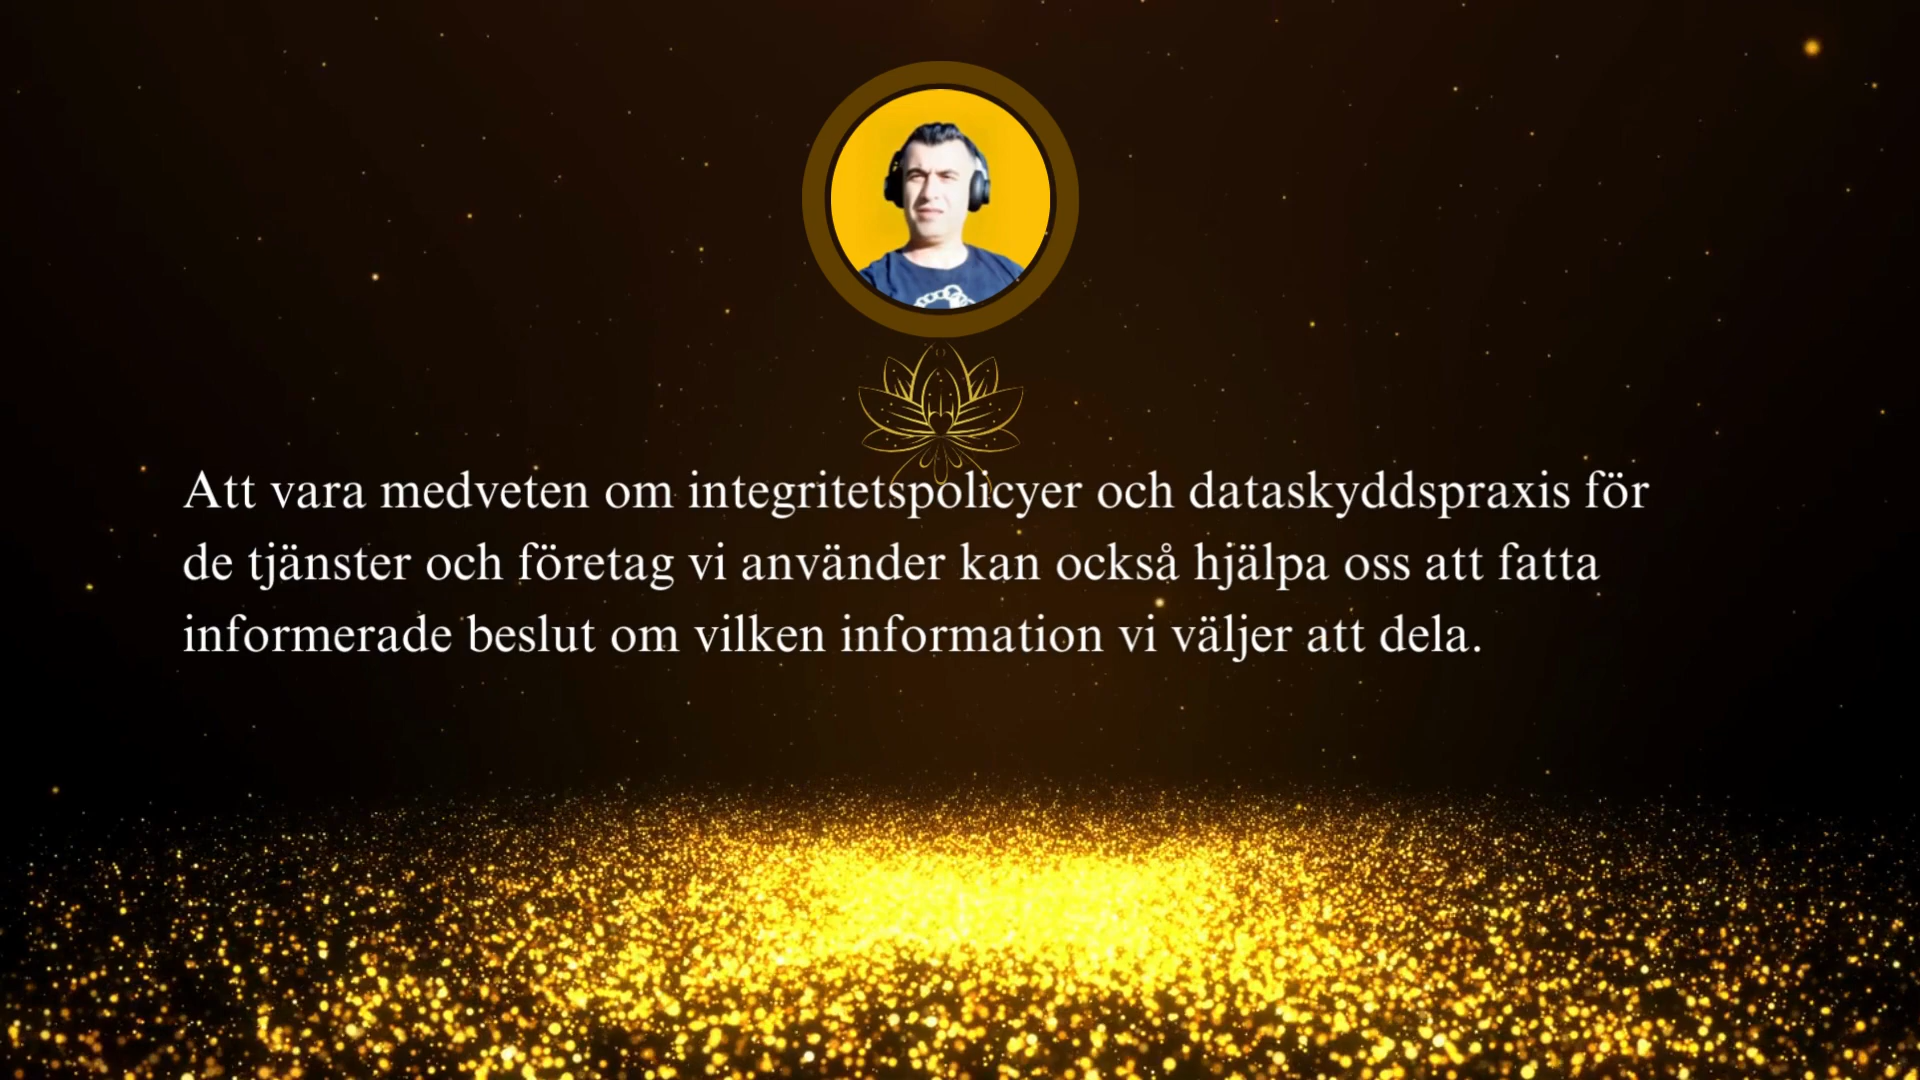 Att vara medveten om integritetspolicyer och dataskyddspraxis för
de tjänster och företag vi använder kan också hjälpa oss att fatta
informerade beslut om vilken information vi väljer att dela.